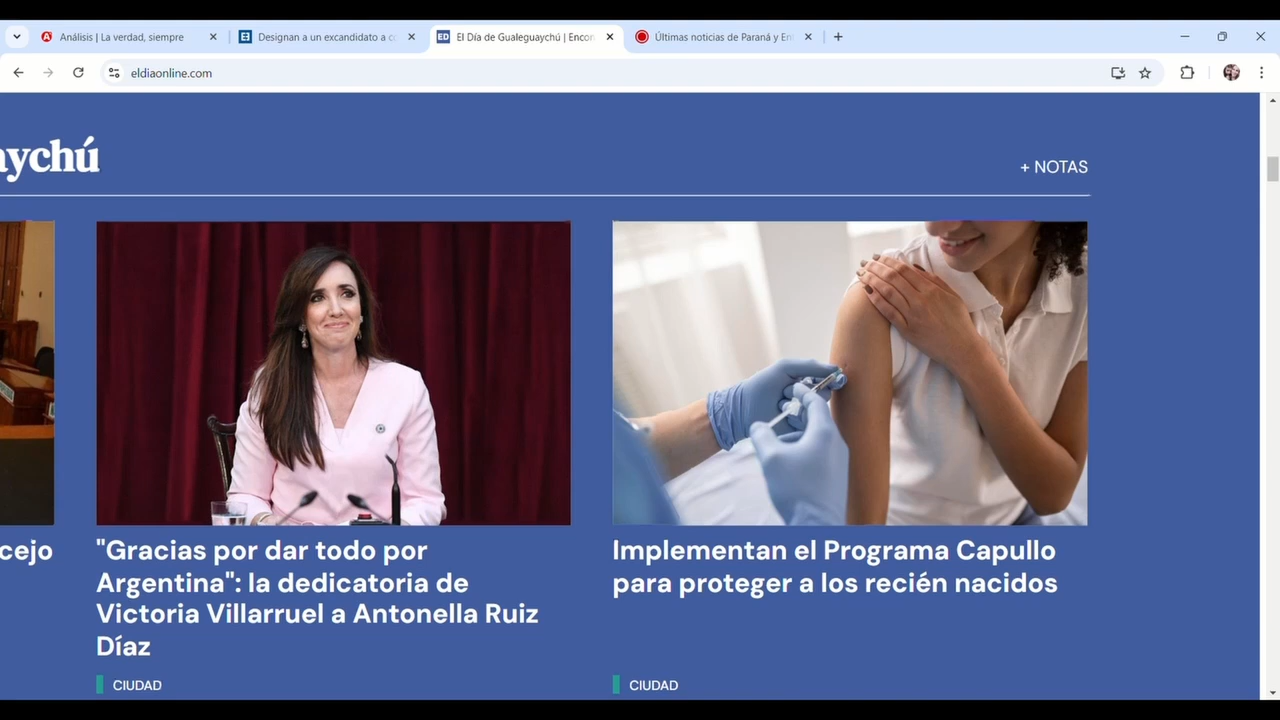 Análisis | La verdad, siempre
Designan a un excandidato a co
ED El Día de Gualeguaychú | Encon
Últimas noticias de Paraná y En
eldiaonline.com
aychú
+ NOTAS
cejo
"Gracias por dar todo por
Argentina": la dedicatoria de
Victoria Villarruel a Antonella Ruiz
Díaz
CIUDAD
Implementan el Programa Capullo
para proteger a los recién nacidos
CIUDAD